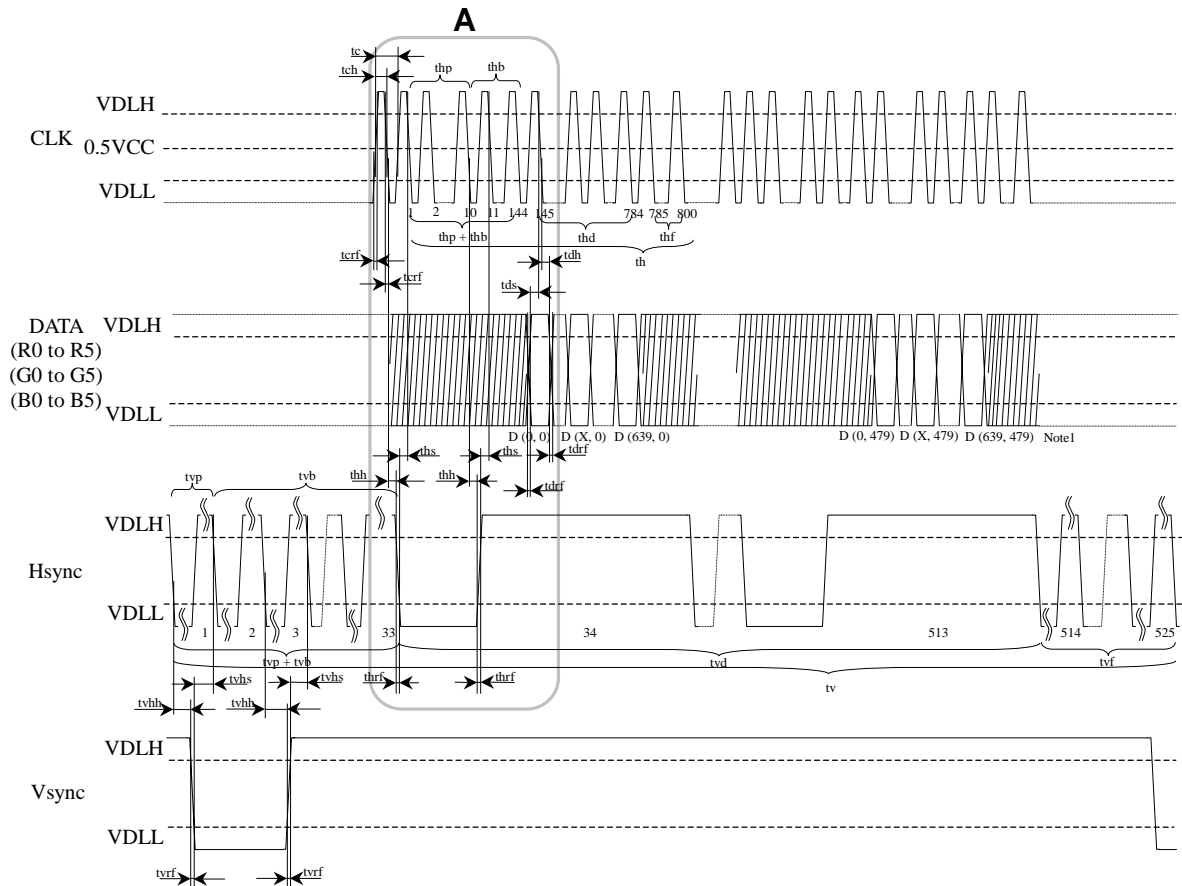 A
tc
thp thb
tch
VDLH
CLK
0.5VCC
VDLL
1 2 10 11 144 145 784 785 800
thp + thb thd thf
th
tcrf tdh
tcrf
tds
DATA
VDLH
(R0 to R5)
(G0 to G5)
(B0 to B5)
VDLL
D (0, 0) D (X, 0) D (639, 0) D (0, 479) D (X, 479) D (639, 479) Note1
ths ths tdrf
thh thh
tvp tvb
tdrf
VDLH
Hsync
VDLL
1 2 3 33 34 513 514 525
tvp + tvb tvd tvf
tvhs tvhs thrf thrf tv
tvhh tvhh
VDLH
Vsync
VDLL
tvrf tvrf